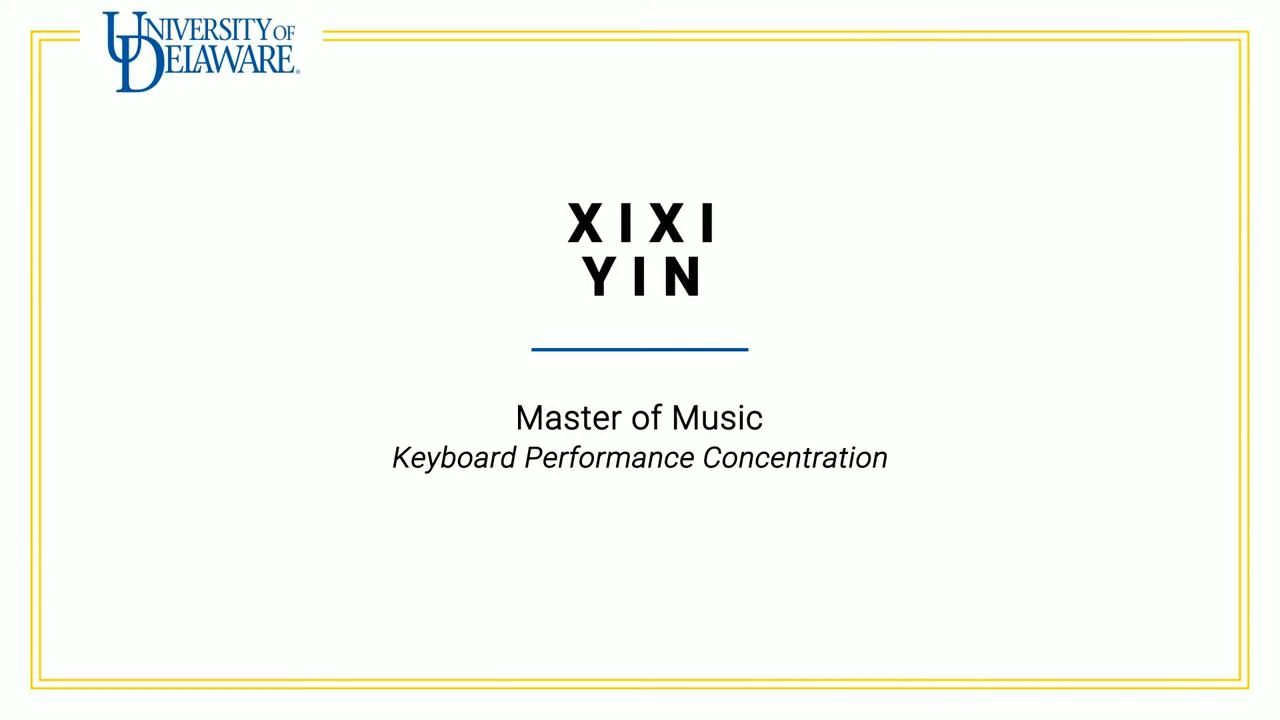 UNIVERSITY OF
DELAWARE®
XIXI
YIN
Master of Music
Keyboard Performance Concentration